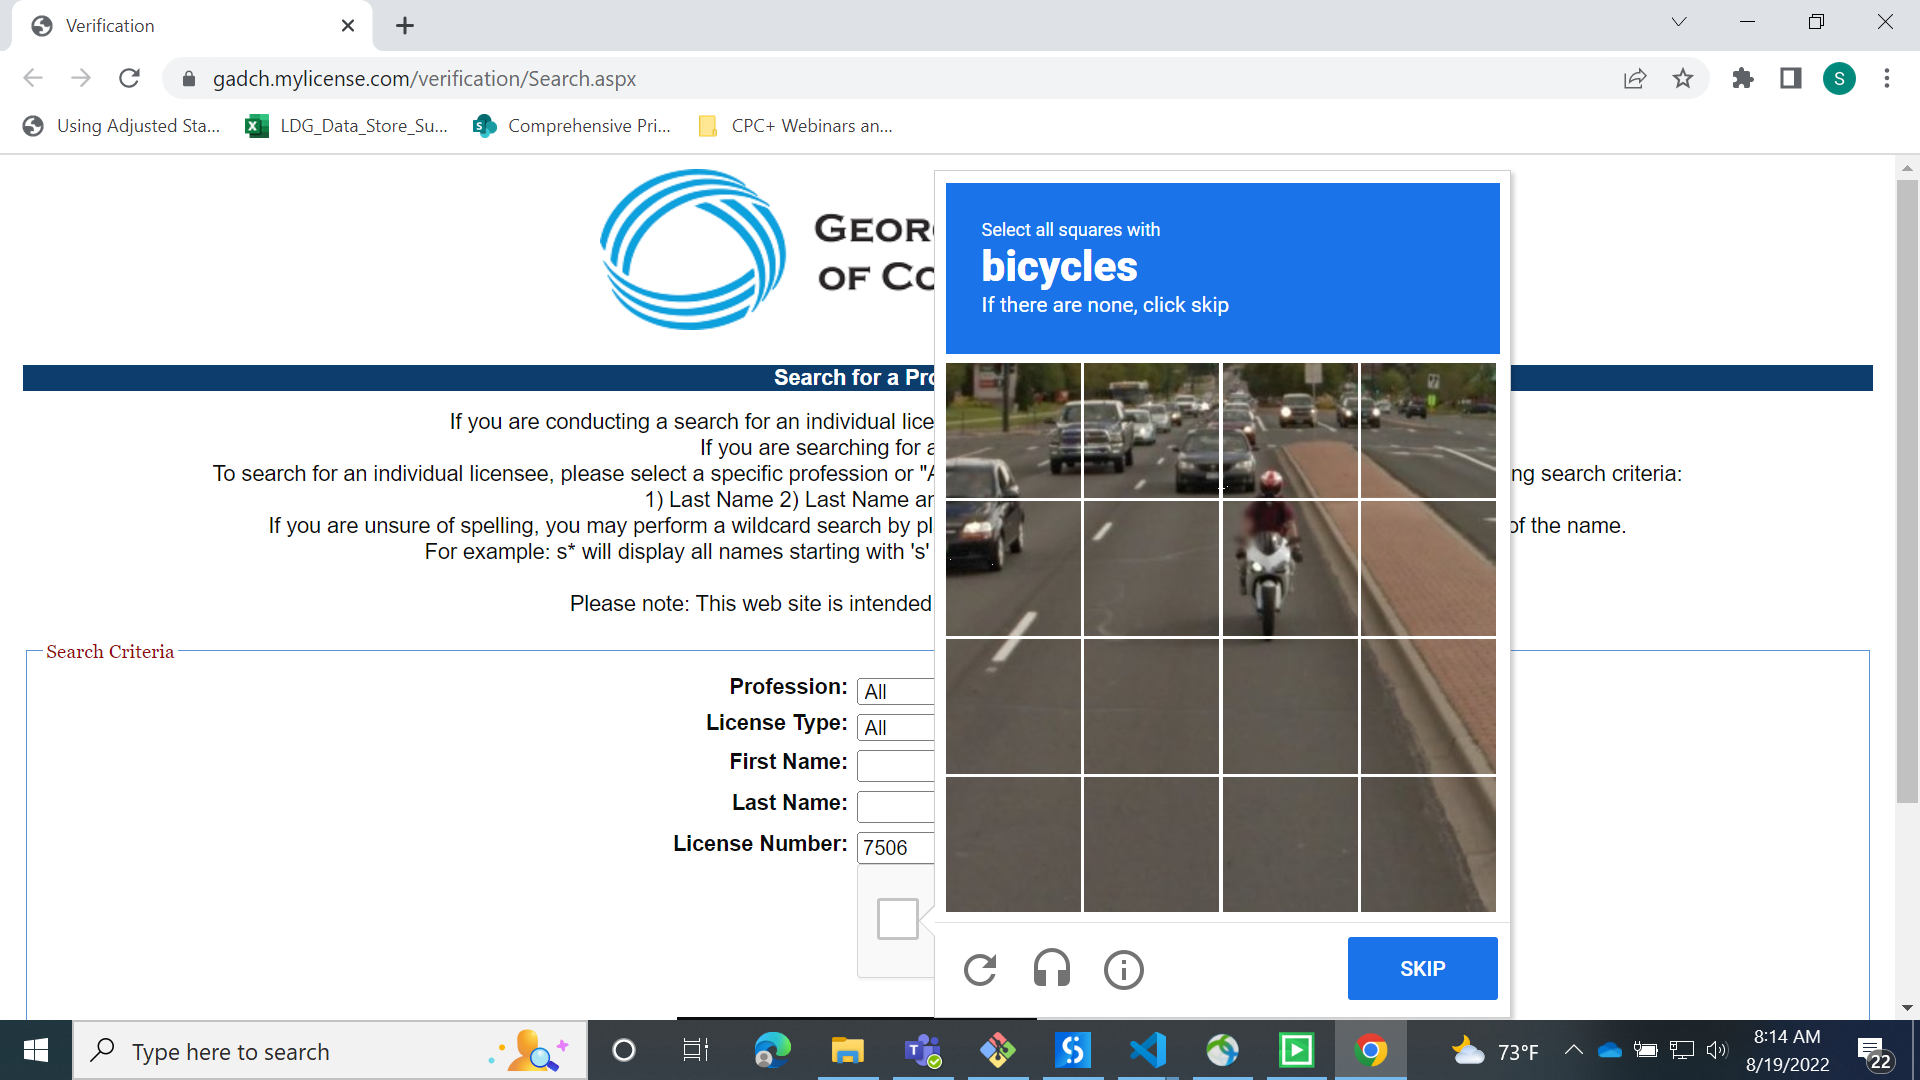 Verification
gadch.mylicense.com/verification/Search.aspx
S
Using Adjusted Sta...
LDG_Data_Store_Su...
Comprehensive Pri...
CPC+ Webinars an...
GEOR
OF CO
Select all squares with
bicycles
If there are none, click skip
Search for a Pro
If you are conducting a search for an individual lice
If you are searching for a
To search for an individual licensee, please select a specific profession or "A
ng search criteria:
1) Last Name 2) Last Name an
If you are unsure of spelling, you may perform a wildcard search by pl
of the name.
For example: s* will display all names starting with 's'
Please note: This web site is intended
Search Criteria
Profession:
All
License Type:
All
First Name:
Last Name:
License Number:
7506
SKIP
Type here to search
73°F
8:14 AM
8/19/2022
22